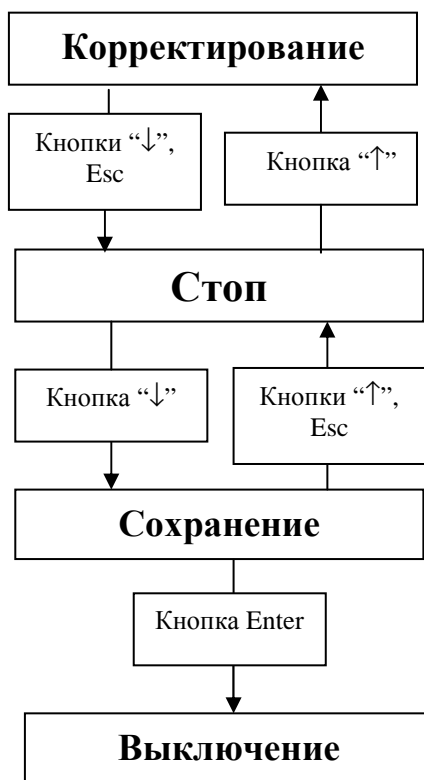 Корректирование
Кнопки “↓”,
Esc
Кнопка “↑”
Стоп
Кнопка “↓”
Кнопки “↑”,
Esc
Сохранение
Кнопка Enter
Выключение